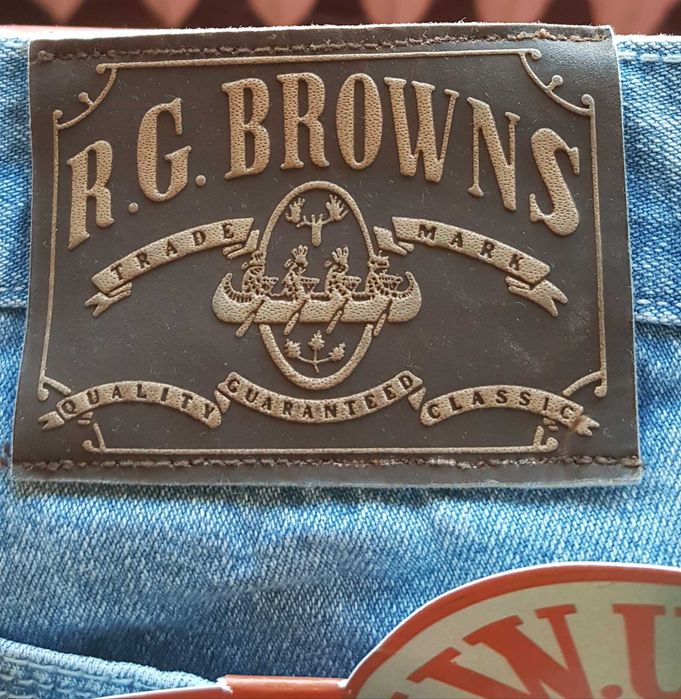 R.G. BROWNS
TRADE MARK
QUALITY GUARANTEED CLASSIC
W.U